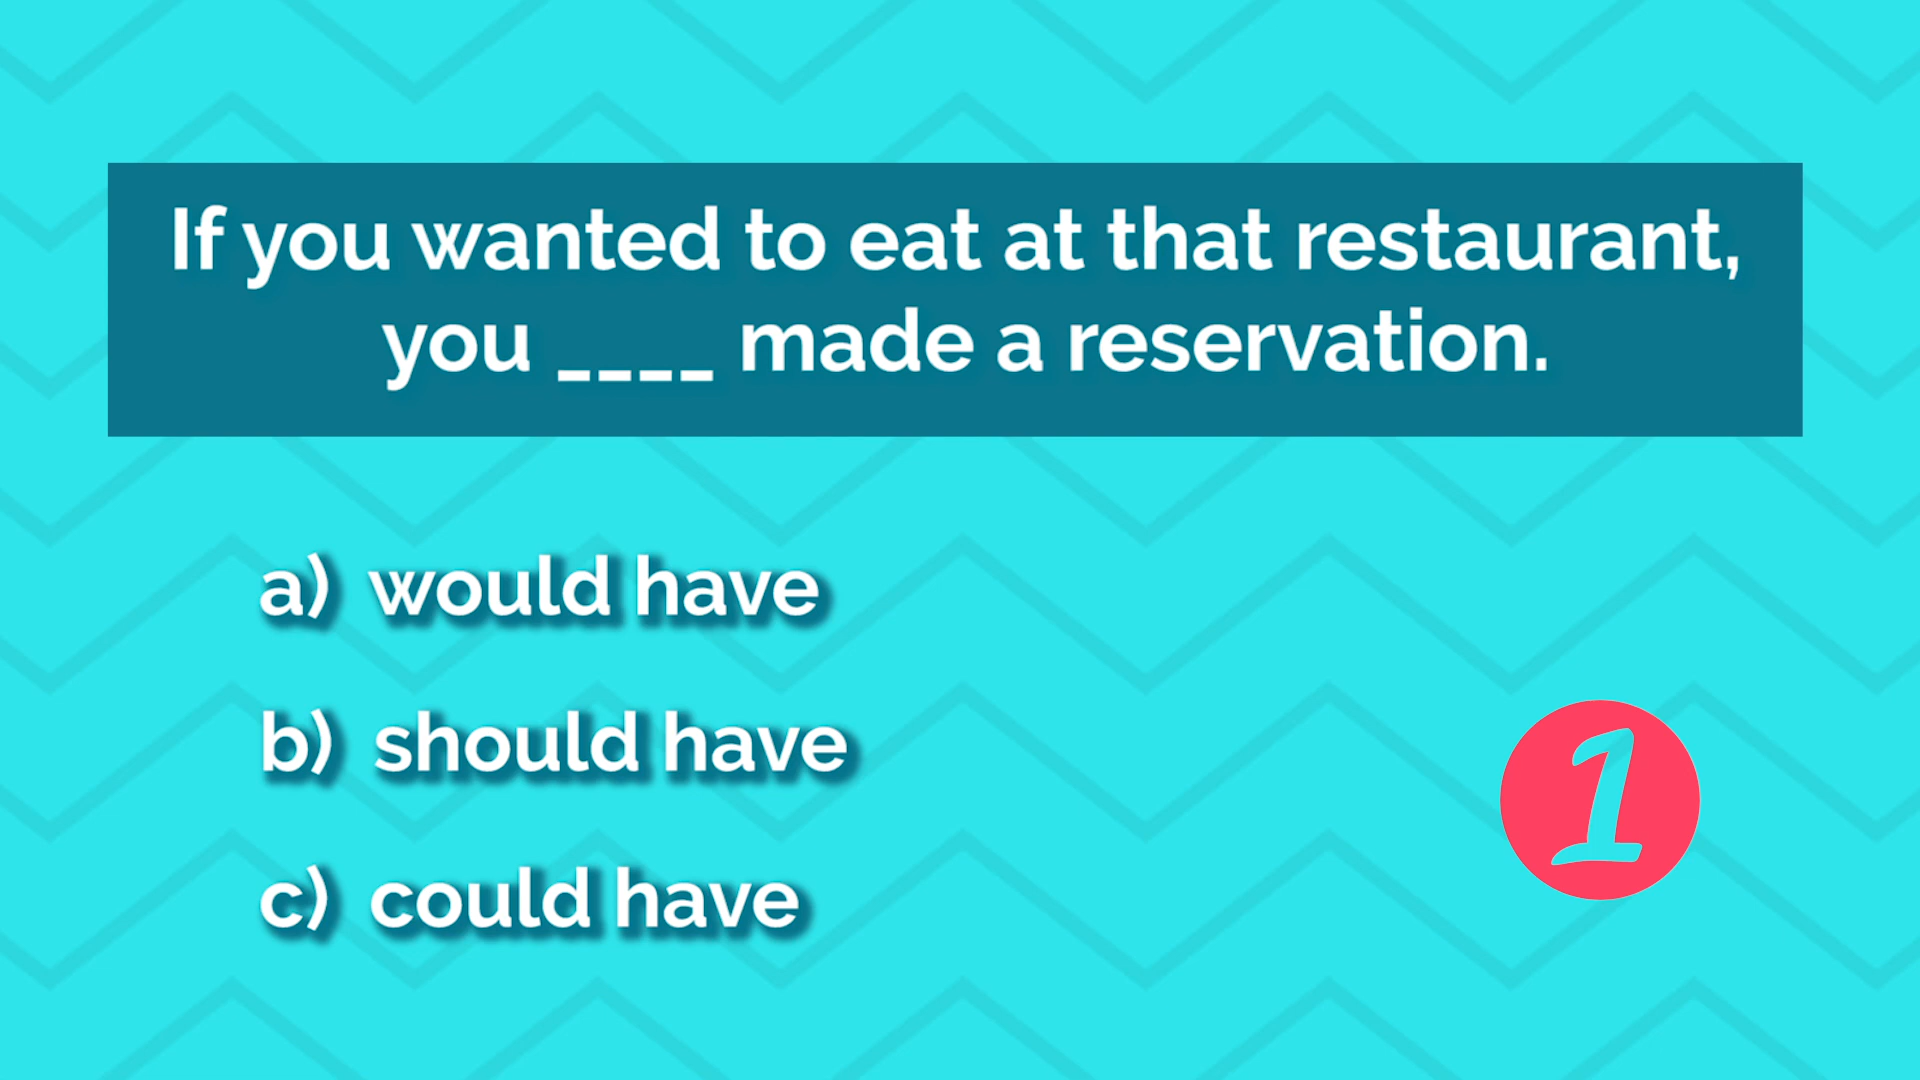 If you wanted to eat at that restaurant,
you ____ made a reservation.
a) would have
b) should have
c) could have
1